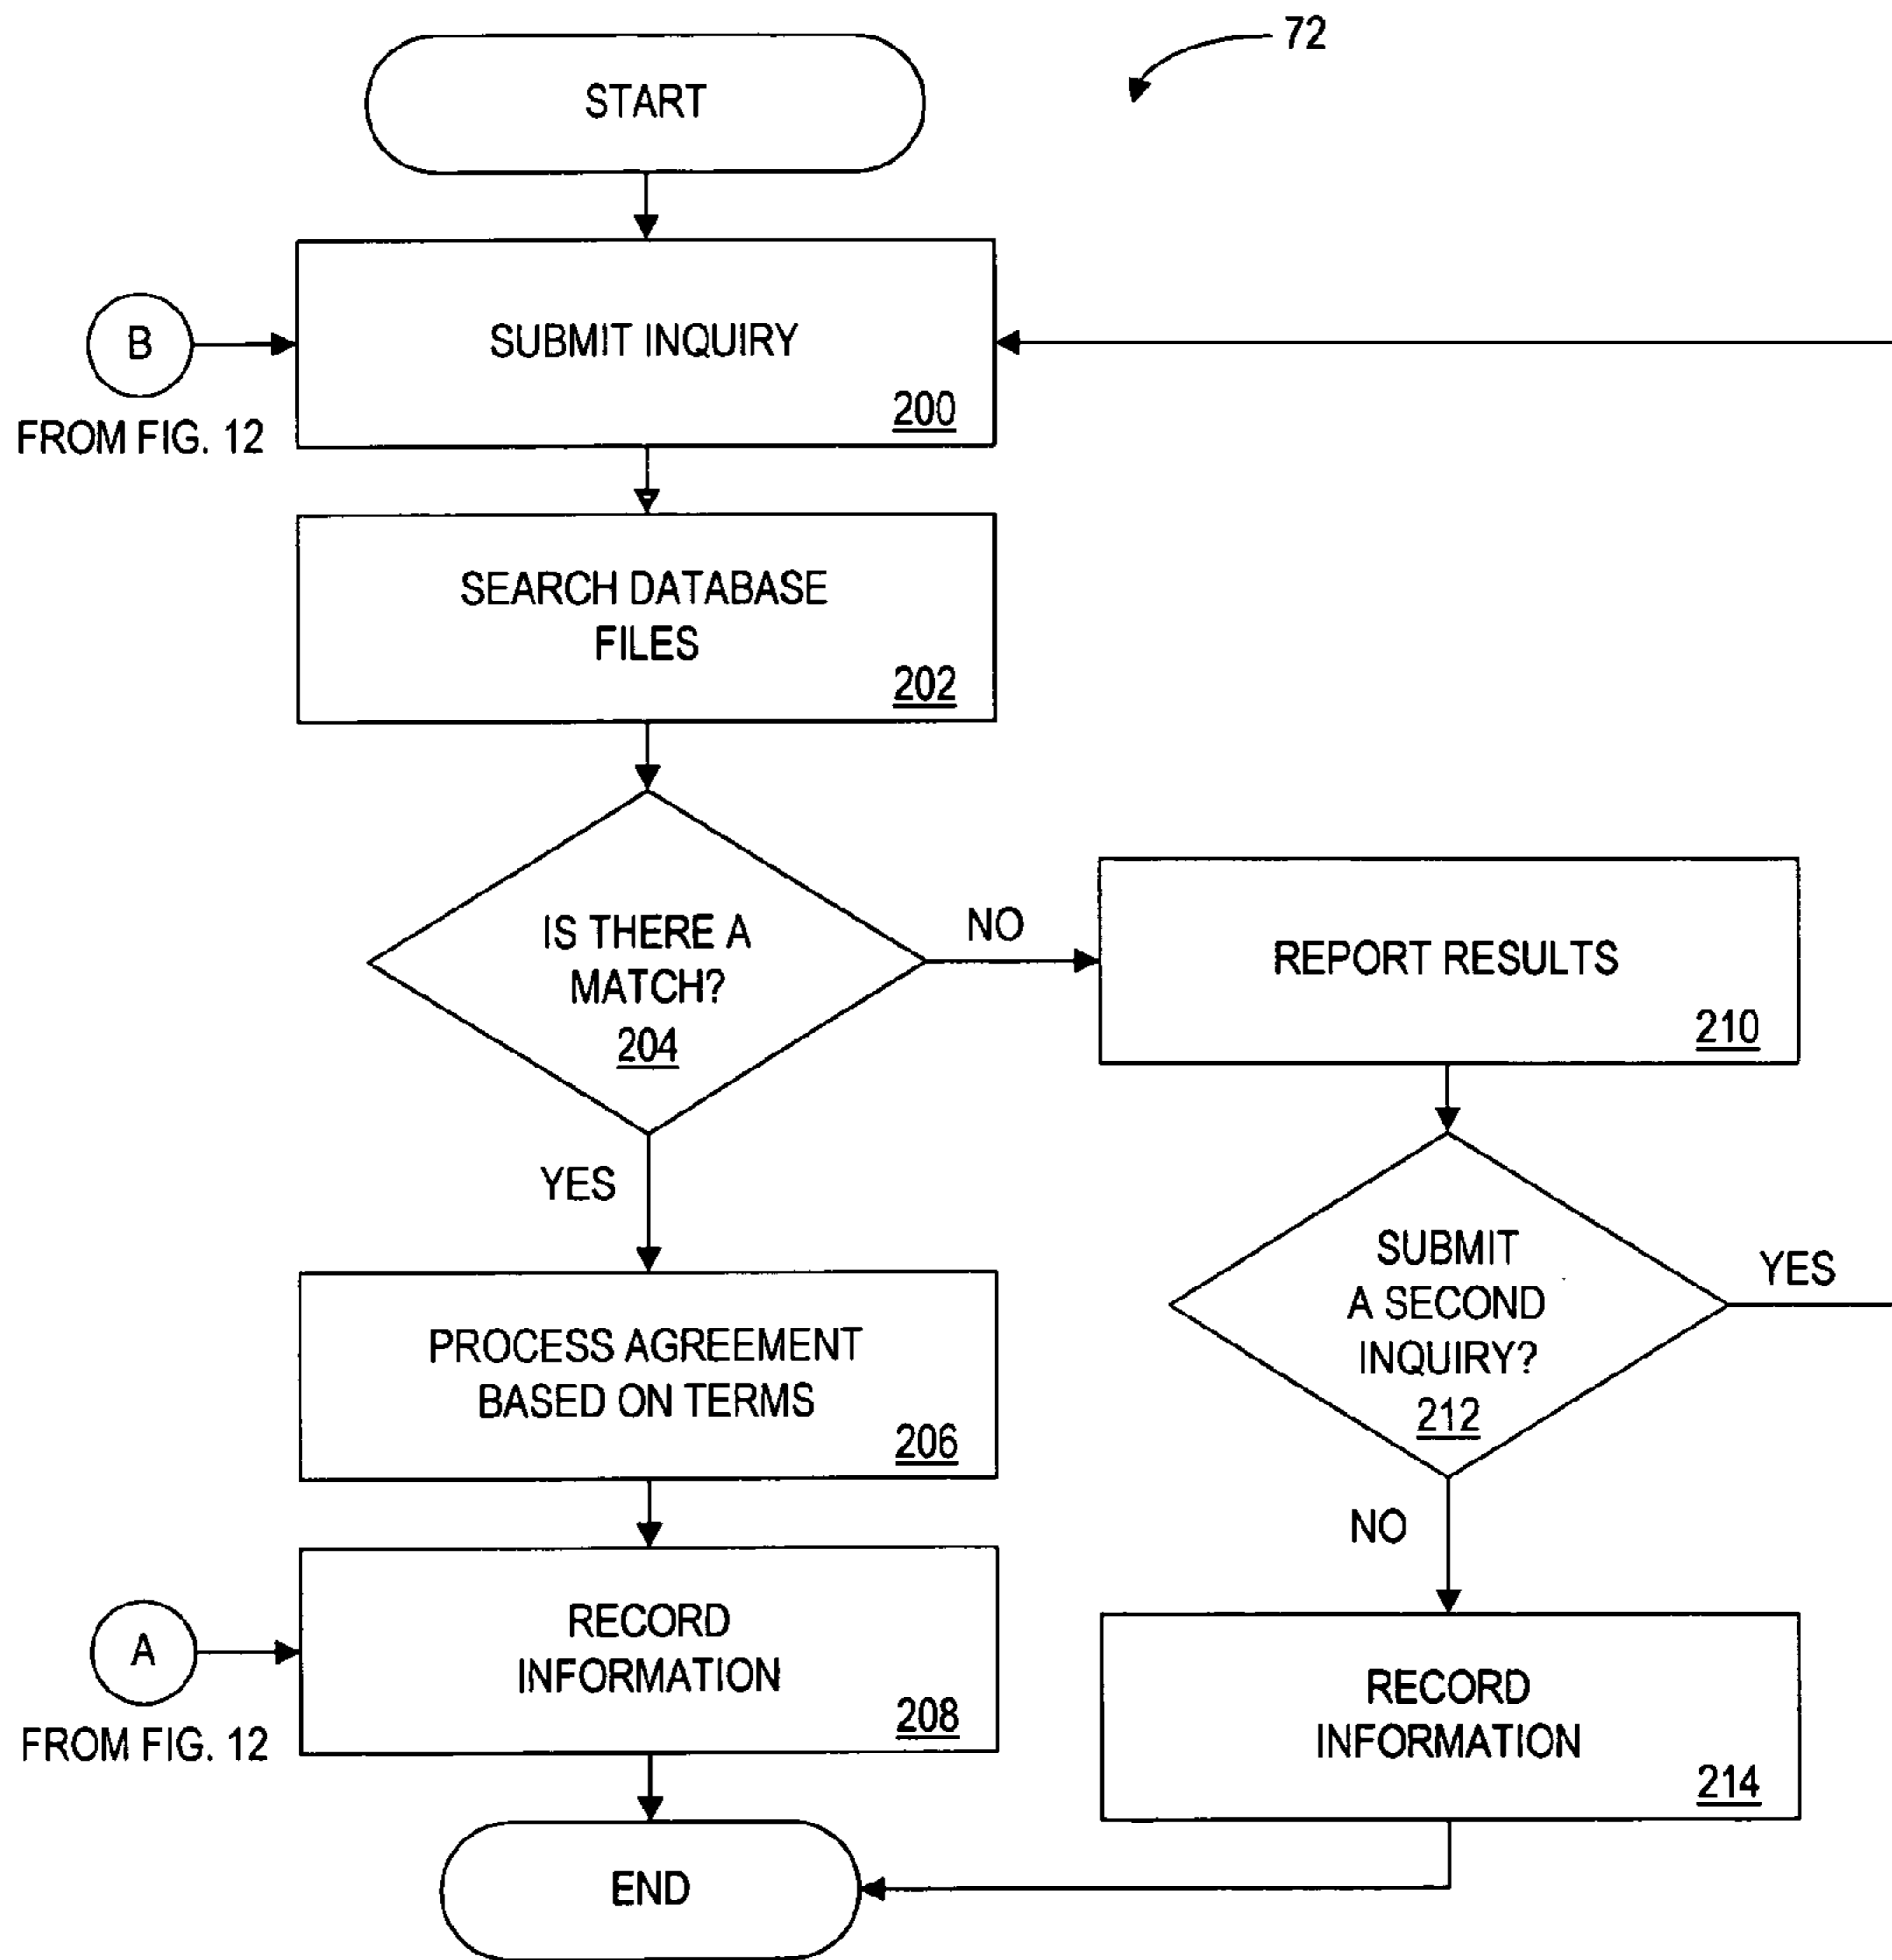 72
START
B
FROM FIG. 12
SUBMIT INQUIRY
200
SEARCH DATABASE
FILES
202
IS THERE A
MATCH?
204
NO
REPORT RESULTS
210
YES
SUBMIT
A SECOND
INQUIRY?
212
YES
PROCESS AGREEMENT
BASED ON TERMS
206
NO
A
FROM FIG. 12
RECORD
INFORMATION
208
RECORD
INFORMATION
214
END